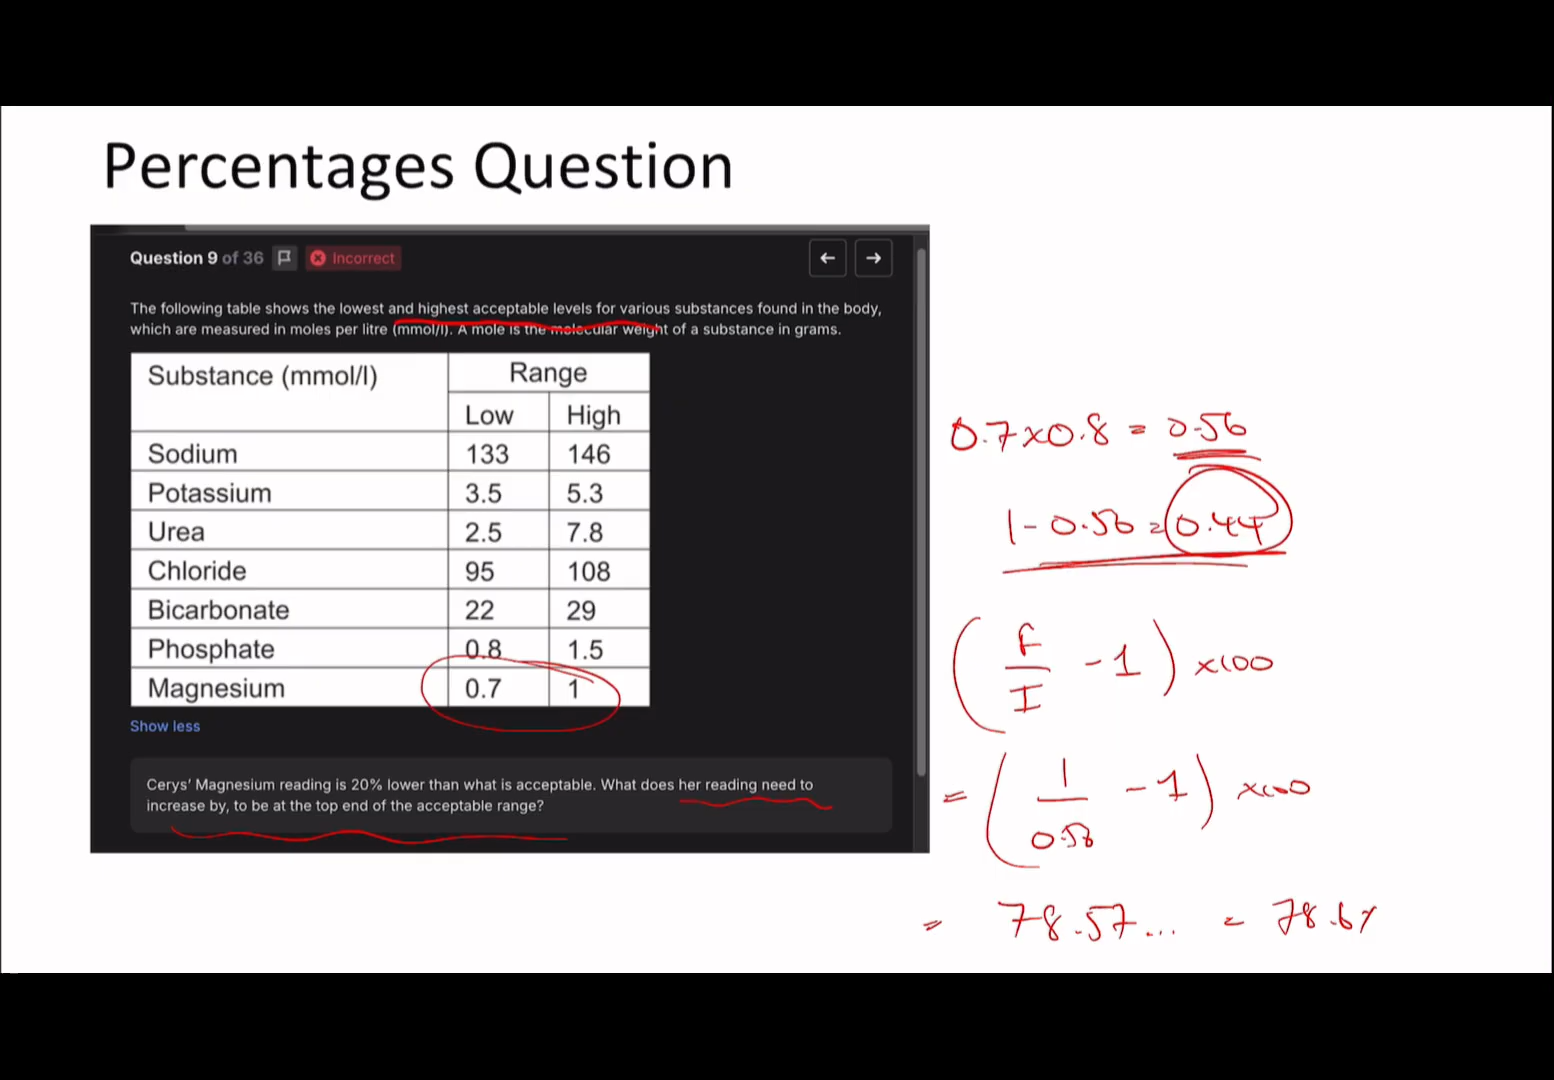 Percentages Question
Question 9 of 36 Incorrect
The following table shows the lowest and highest acceptable levels for various substances found in the body,
which are measured in moles per litre (mmol/l). A mole is the molecular weight of a substance in grams.
Substance (mmol/l) Range
Low High
Sodium 133 146
Potassium 3.5 5.3
Urea 2.5 7.8
Chloride 95 108
Bicarbonate 22 29
Phosphate 0.8 1.5
Magnesium 0.7 1
Show less
Cerys' Magnesium reading is 20% lower than what is acceptable. What does her reading need to
increase by, to be at the top end of the acceptable range?
0.7 x 0.8 = 0.56
1 - 0.56 = 0.44
(F/I - 1) x100
= (1/0.56 - 1) x100
= 78.57... = 78.6%